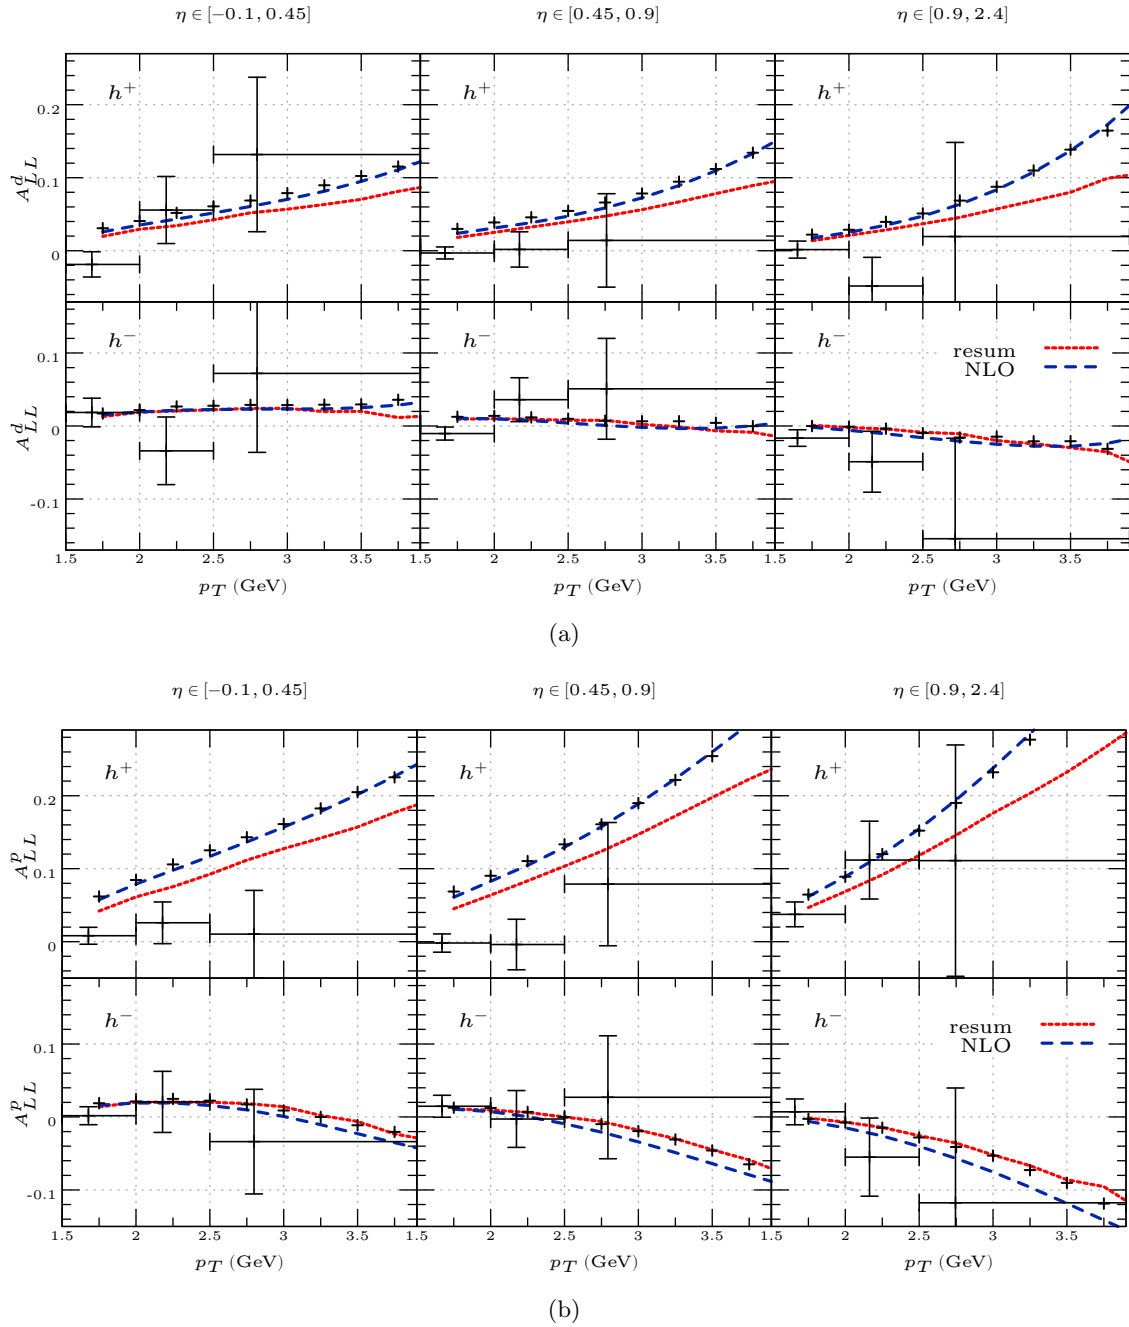 η ∈ [−0.1, 0.45] η ∈ [0.45, 0.9] η ∈ [0.9, 2.4]
h+ h+ h+
0.2
0.1
0
A^d_LL
h− h− h−
resum
NLO
0.1
0
-0.1
A^d_LL
1.5 2 2.5 3 3.5 1.5 2 2.5 3 3.5 1.5 2 2.5 3 3.5
p_T (GeV) p_T (GeV) p_T (GeV)
(a)
η ∈ [−0.1, 0.45] η ∈ [0.45, 0.9] η ∈ [0.9, 2.4]
h+ h+ h+
0.2
0.1
0
A^p_LL
h− h− h−
resum
NLO
0.1
0
-0.1
A^p_LL
1.5 2 2.5 3 3.5 1.5 2 2.5 3 3.5 1.5 2 2.5 3 3.5
p_T (GeV) p_T (GeV) p_T (GeV)
(b)